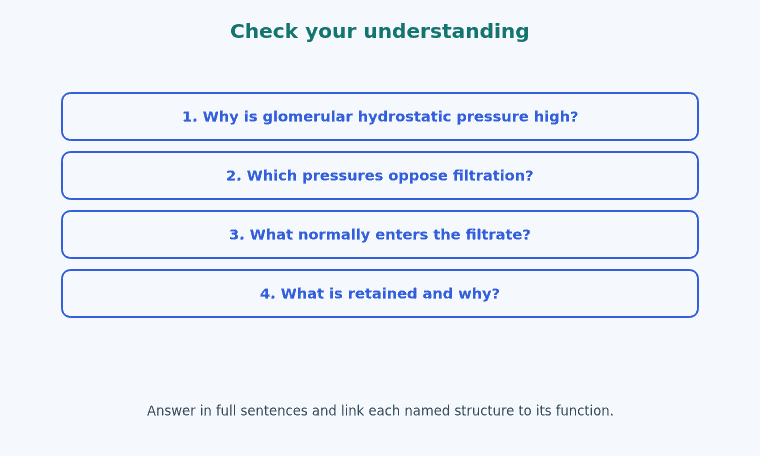 Check your understanding
1. Why is glomerular hydrostatic pressure high?
2. Which pressures oppose filtration?
3. What normally enters the filtrate?
4. What is retained and why?
Answer in full sentences and link each named structure to its function.